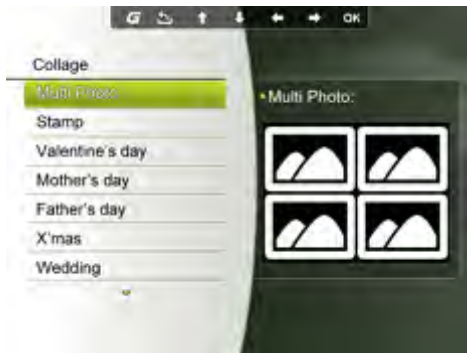 OK
Collage
Multi Photo
Multi Photo:
Stamp
Valentine's day
Mother's day
Father's day
X'mas
Wedding